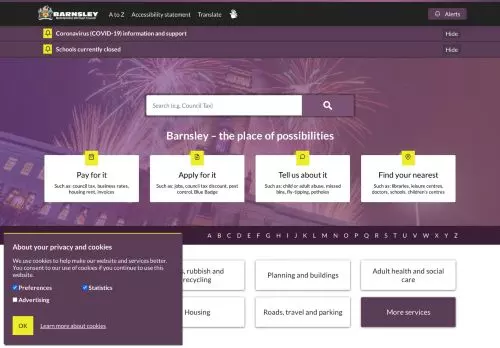 BARNSLEY
Metropolitan Borough Council
A to Z
Accessibility statement
Translate
Alerts
Coronavirus (COVID-19) information and support
Hide
Schools currently closed
Hide
Search (e.g. Council Tax)
Barnsley – the place of possibilities
Pay for it
Such as: council tax, business rates,
housing rent, invoices
Apply for it
Such as: jobs, council tax discount, pest
control, Blue Badge
Tell us about it
Such as: child or adult abuse, missed
bins, fly-tipping, potholes
Find your nearest
Such as: libraries, leisure centres,
doctors, schools, children's centres
A B C D E F G H I J K L M N O P Q R S T U V W X Y Z
About your privacy and cookies
We use cookies to help make our website and services better.
You consent to our use of cookies if you continue to use this
website.
Preferences
Statistics
Advertising
OK
Learn more about cookies
, rubbish and
recycling
Planning and buildings
Adult health and social
care
Housing
Roads, travel and parking
More services